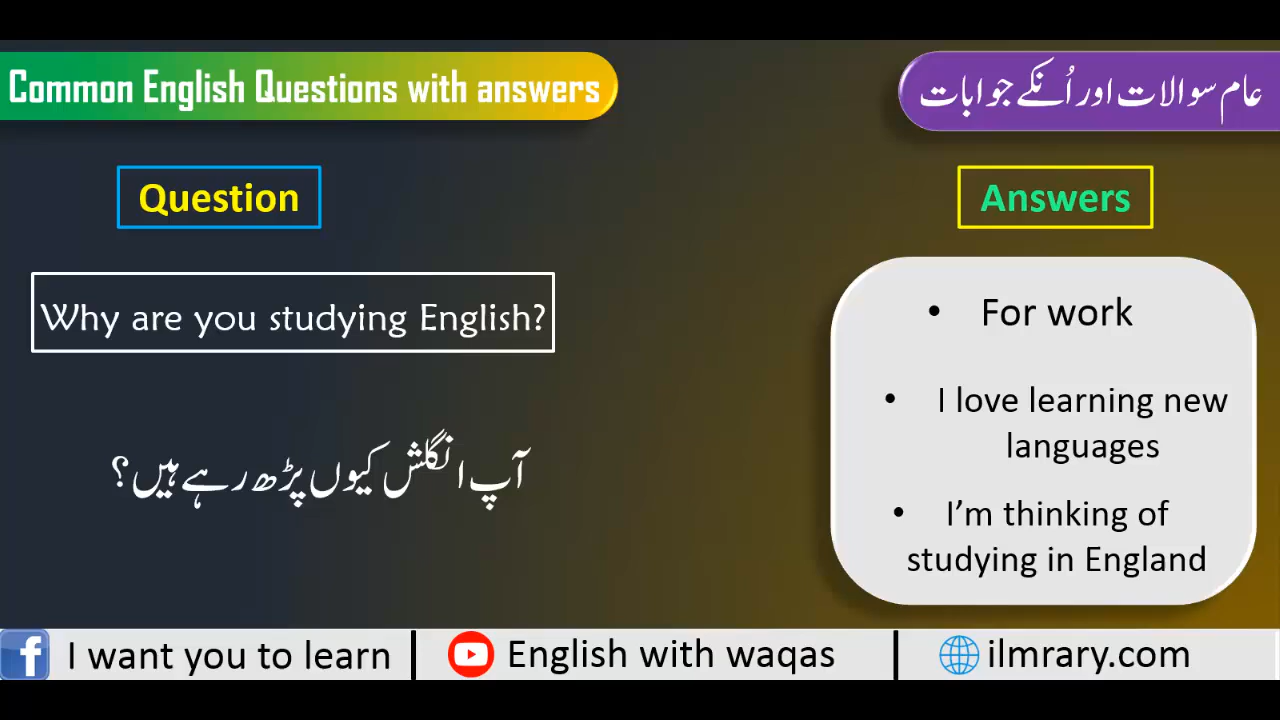 Common English Questions with answers
عام سوالات اور اُنکے جوابات
Question
Answers
Why are you studying English?
آپ انگلش کیوں پڑھ رہے ہیں؟
• For work
• I love learning new
languages
• I’m thinking of
studying in England
f I want you to learn
English with waqas
ilmrary.com